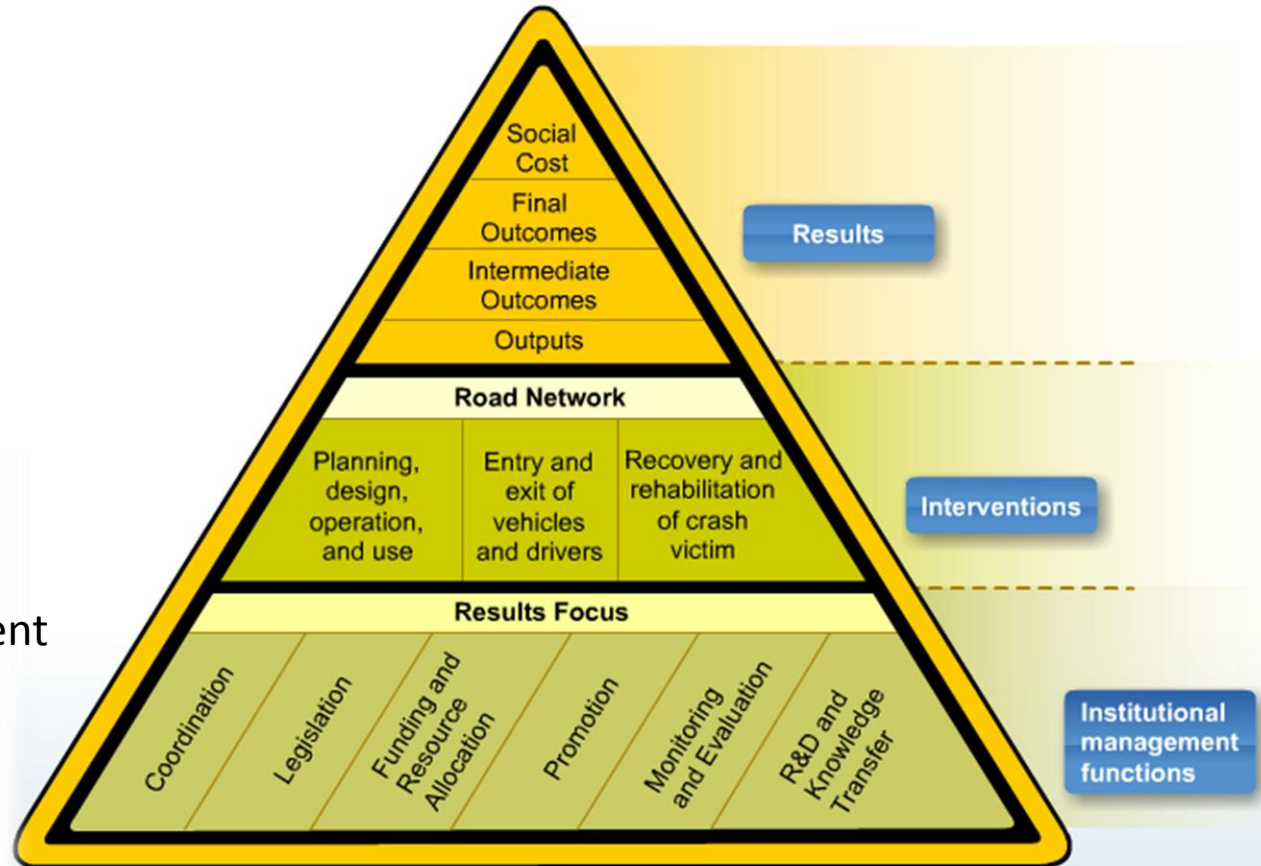 Social
Cost
Final
Outcomes
Intermediate
Outcomes
Outputs
Results
Road Network
Planning,
design,
operation,
and use
Entry and
exit of
vehicles
and drivers
Recovery and
rehabilitation
of crash
victim
Interventions
ent
Results Focus
Coordination
Legislation
Funding and
Resource
Allocation
Promotion
Monitoring
and Evaluation
R&D and
Knowledge
Transfer
Institutional
management
functions